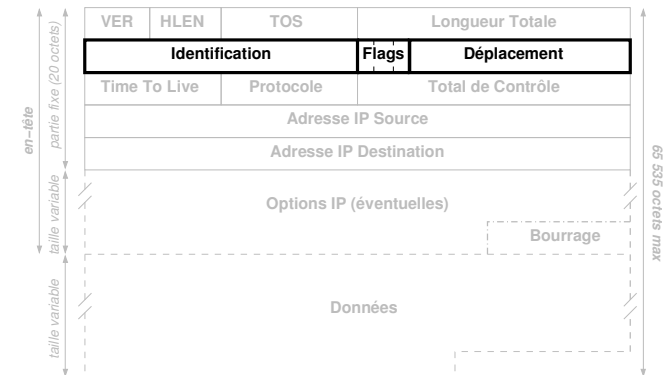 VER HLEN TOS Longueur Totale
Identification Flags Déplacement
Time To Live Protocole Total de Contrôle
Adresse IP Source
Adresse IP Destination
Options IP (éventuelles)
Bourrage
Données
en−tête
partie fixe (20 octets)
taille variable
taille variable
65 535 octets max